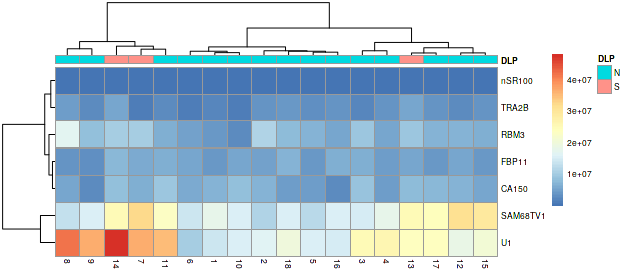 DLP
nSR100
TRA2B
RBM3
FBP11
CA150
SAM68TV1
U1
8 9 14 7 11 6 1 10 2 18 5 16 3 4 13 17 12 15
4e+07
3e+07
2e+07
1e+07
DLP
N
S